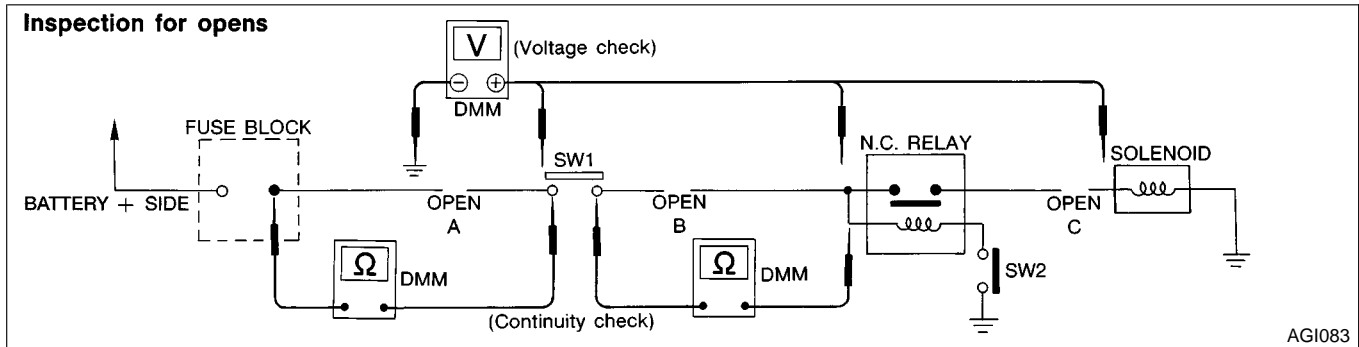 Inspection for opens
V
(Voltage check)
− +
DMM
FUSE BLOCK
SW1
N.C. RELAY
SOLENOID
BATTERY + SIDE
OPEN
A
OPEN
B
OPEN
C
Ω
DMM
Ω
DMM
SW2
(Continuity check)
AGI083